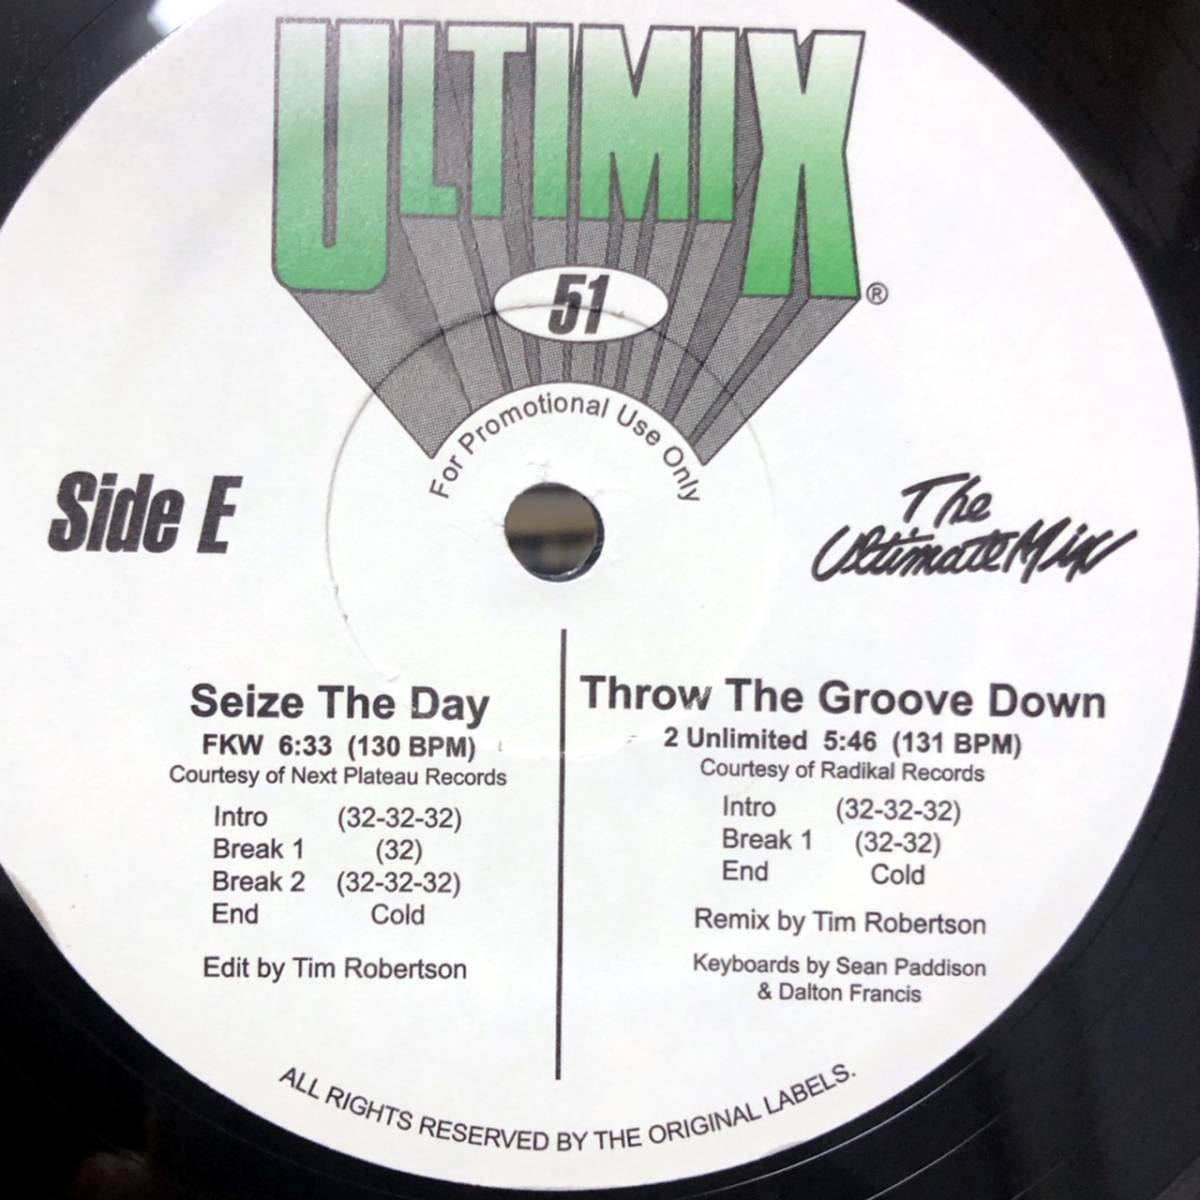 ULTIMIX
®
51
For Promotional Use Only
Side E
The
Ultimate Mix
Seize The Day
FKW 6:33 (130 BPM)
Courtesy of Next Plateau Records
Intro (32-32-32)
Break 1 (32)
Break 2 (32-32-32)
End Cold
Edit by Tim Robertson
Throw The Groove Down
2 Unlimited 5:46 (131 BPM)
Courtesy of Radikal Records
Intro (32-32-32)
Break 1 (32-32)
End Cold
Remix by Tim Robertson
Keyboards by Sean Paddison
& Dalton Francis
ALL RIGHTS RESERVED BY THE ORIGINAL LABELS.